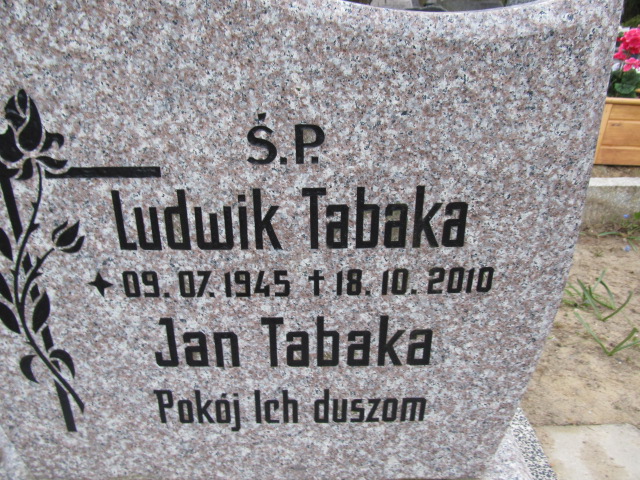 Ś.P.
Ludwik Tabaka
09.07.1945 † 18.10.2010
Jan Tabaka
Pokój Ich duszom